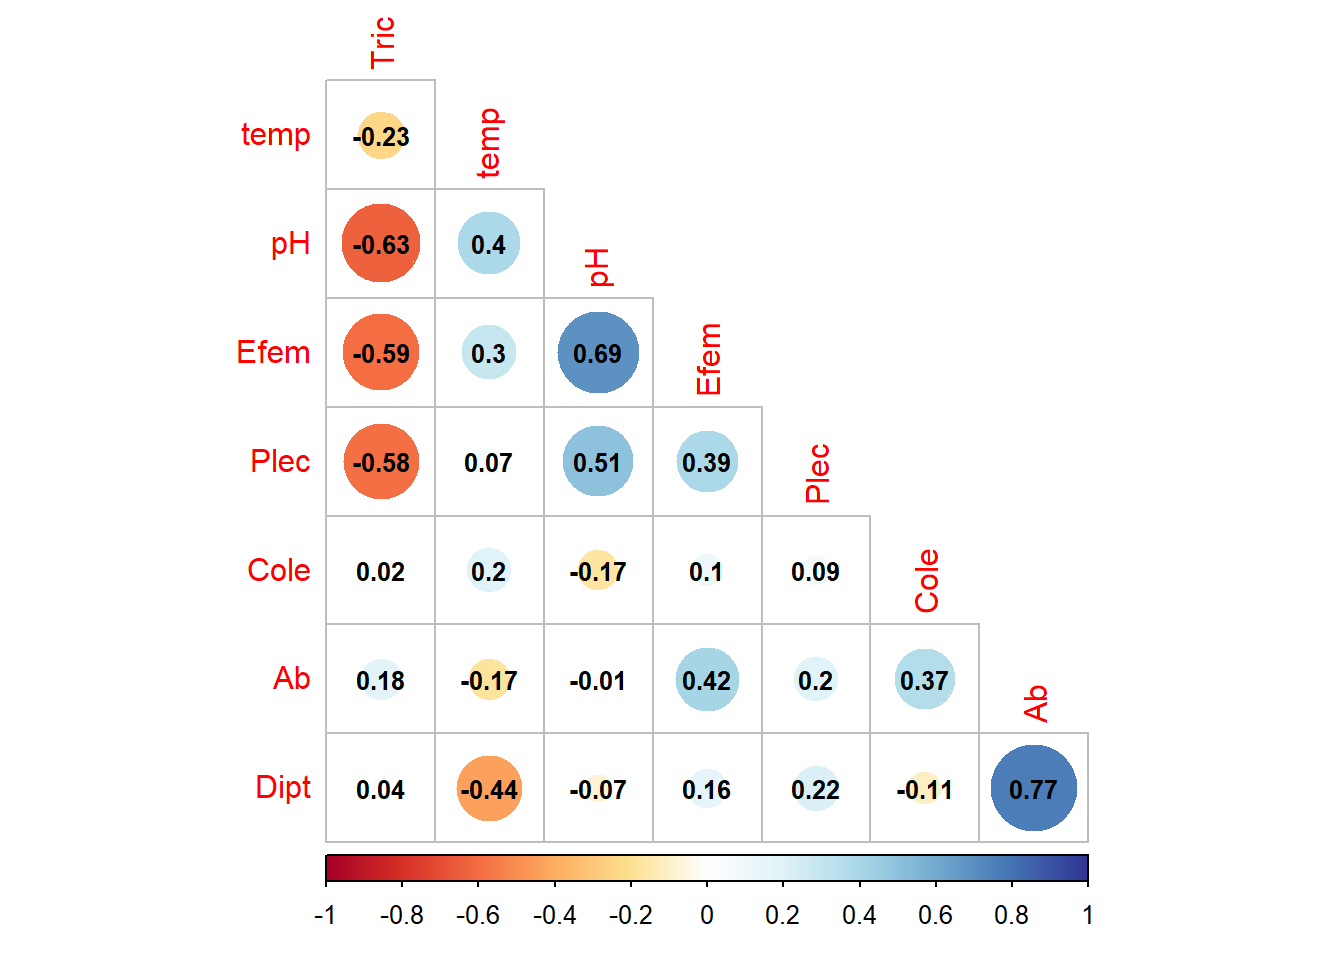 Tric
temp -0.23 temp
pH -0.63 0.4 pH
Efem -0.59 0.3 0.69 Efem
Plec -0.58 0.07 0.51 0.39 Plec
Cole 0.02 0.2 -0.17 0.1 0.09 Cole
Ab 0.18 -0.17 -0.01 0.42 0.2 0.37 Ab
Dipt 0.04 -0.44 -0.07 0.16 0.22 -0.11 0.77
-1 -0.8 -0.6 -0.4 -0.2 0 0.2 0.4 0.6 0.8 1